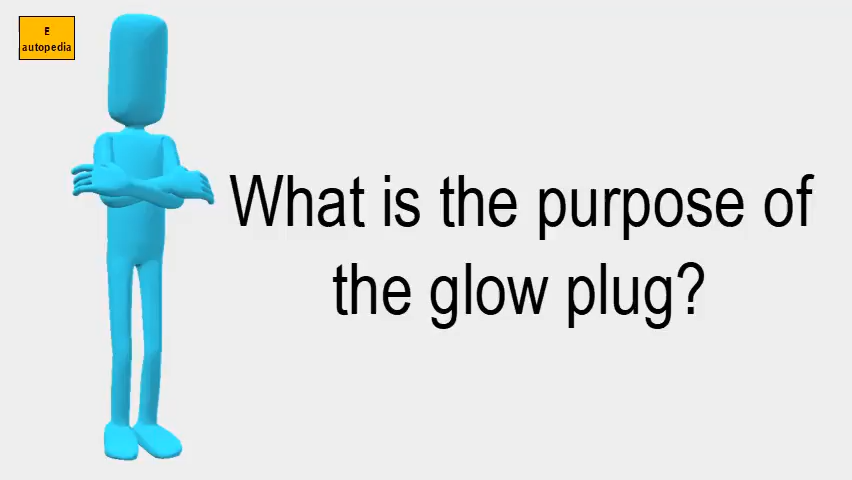 E
autopedia
What is the purpose of
the glow plug?